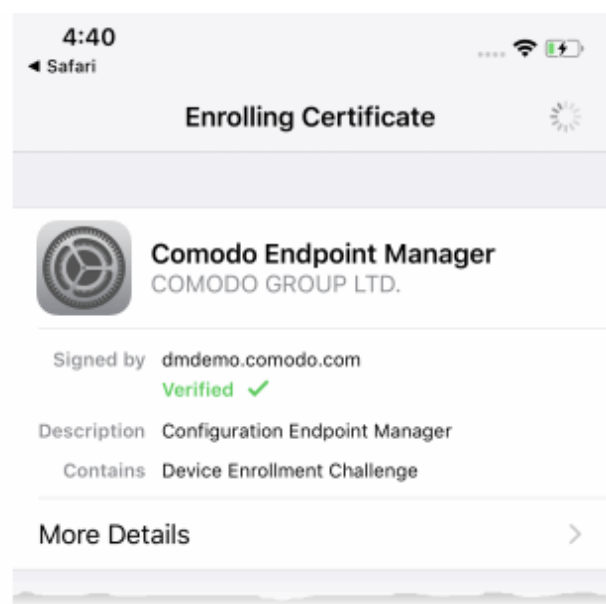 4:40
◀ Safari
Enrolling Certificate
Comodo Endpoint Manager
COMODO GROUP LTD.
Signed by dmdemo.comodo.com
Verified ✓
Description Configuration Endpoint Manager
Contains Device Enrollment Challenge
More Details